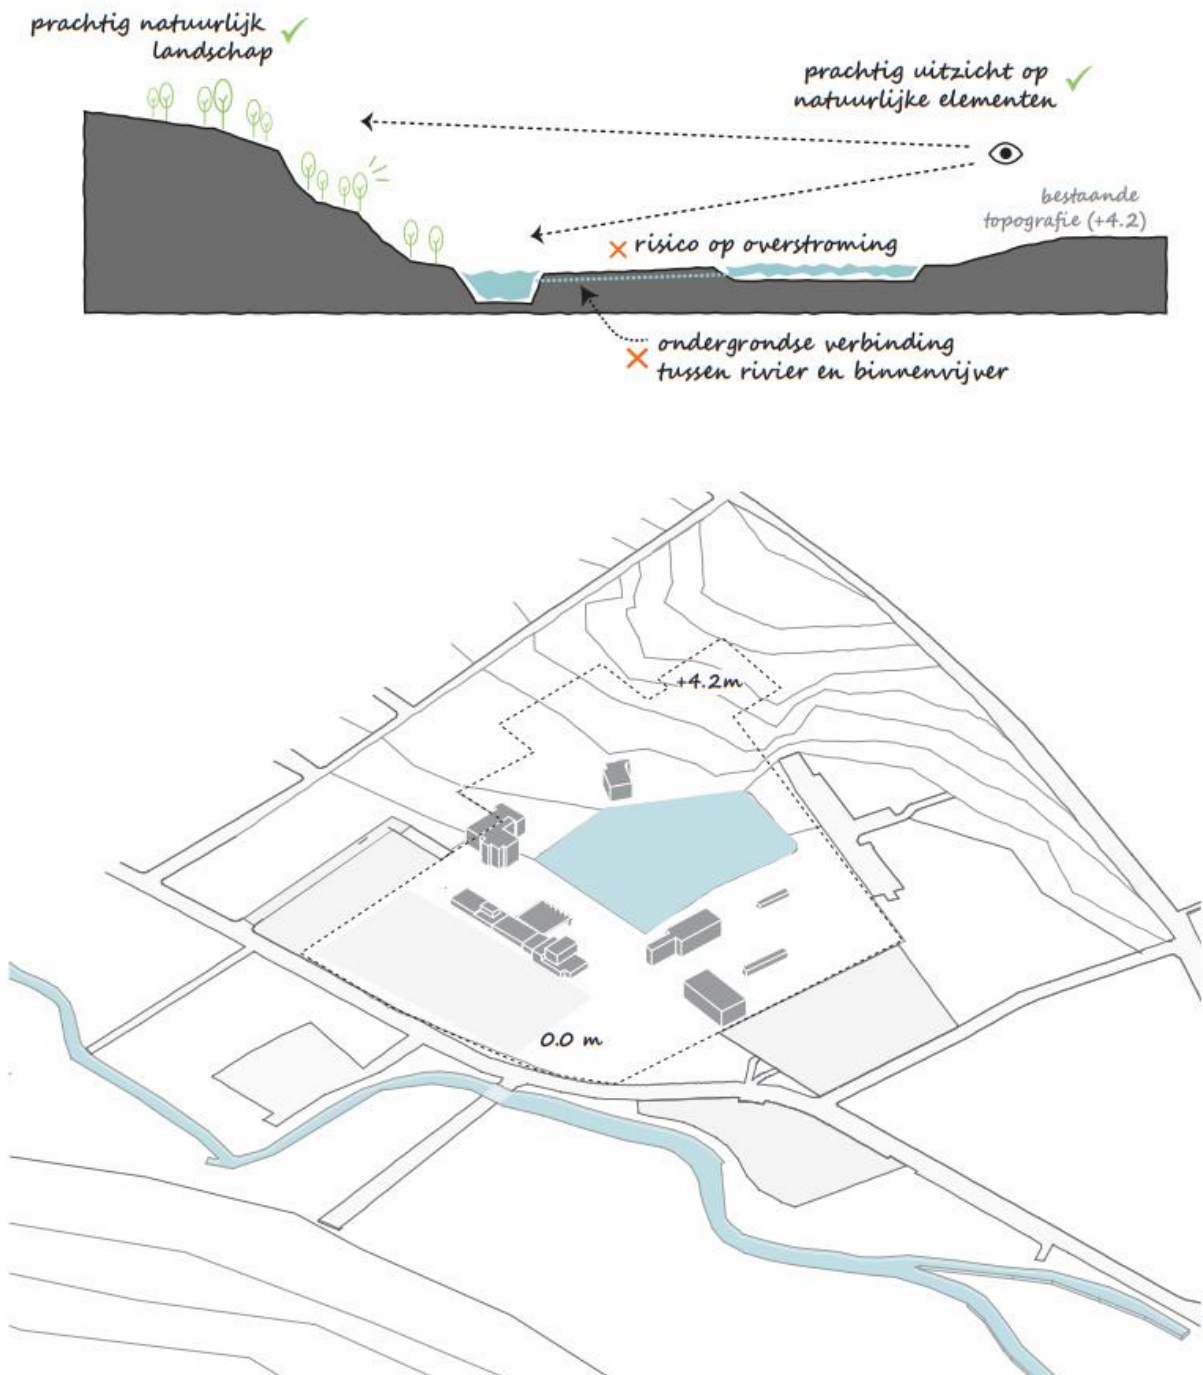 prachtig natuurlijk
landschap
prachtig uitzicht op
natuurlijke elementen
bestaande
topografie (+4.2)
risico op overstroming
ondergrondse verbinding
tussen rivier en binnenvijver
+4.2m
0.0 m